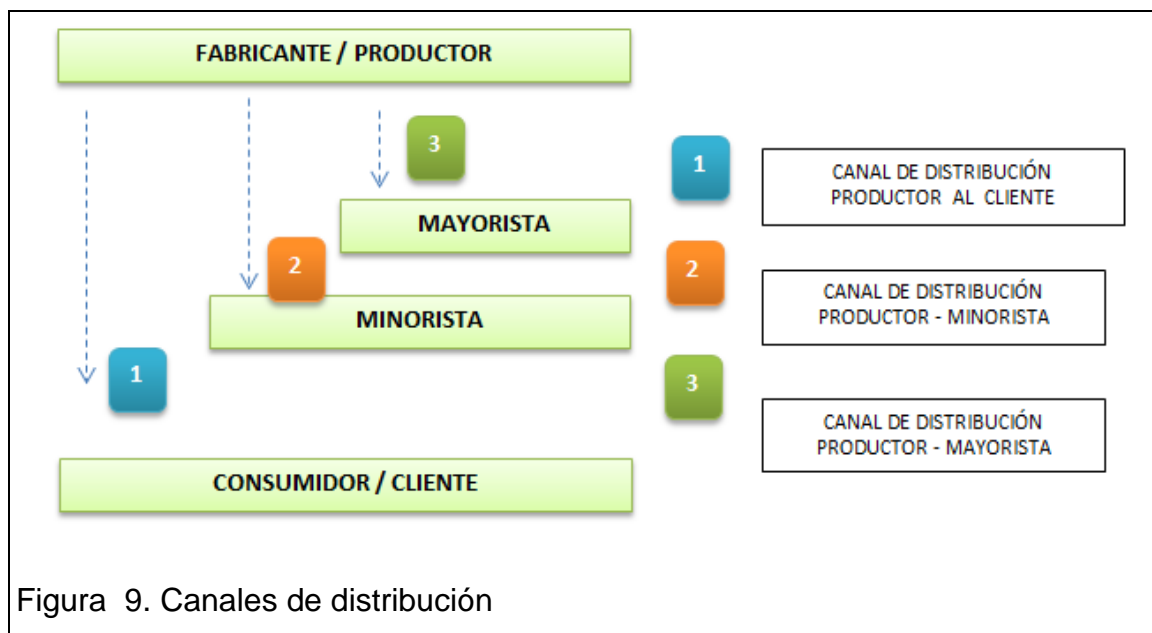 FABRICANTE / PRODUCTOR
3
MAYORISTA
2
MINORISTA
1
CONSUMIDOR / CLIENTE
1
CANAL DE DISTRIBUCIÓN
PRODUCTOR AL CLIENTE
2
CANAL DE DISTRIBUCIÓN
PRODUCTOR - MINORISTA
3
CANAL DE DISTRIBUCIÓN
PRODUCTOR - MAYORISTA
Figura 9. Canales de distribución